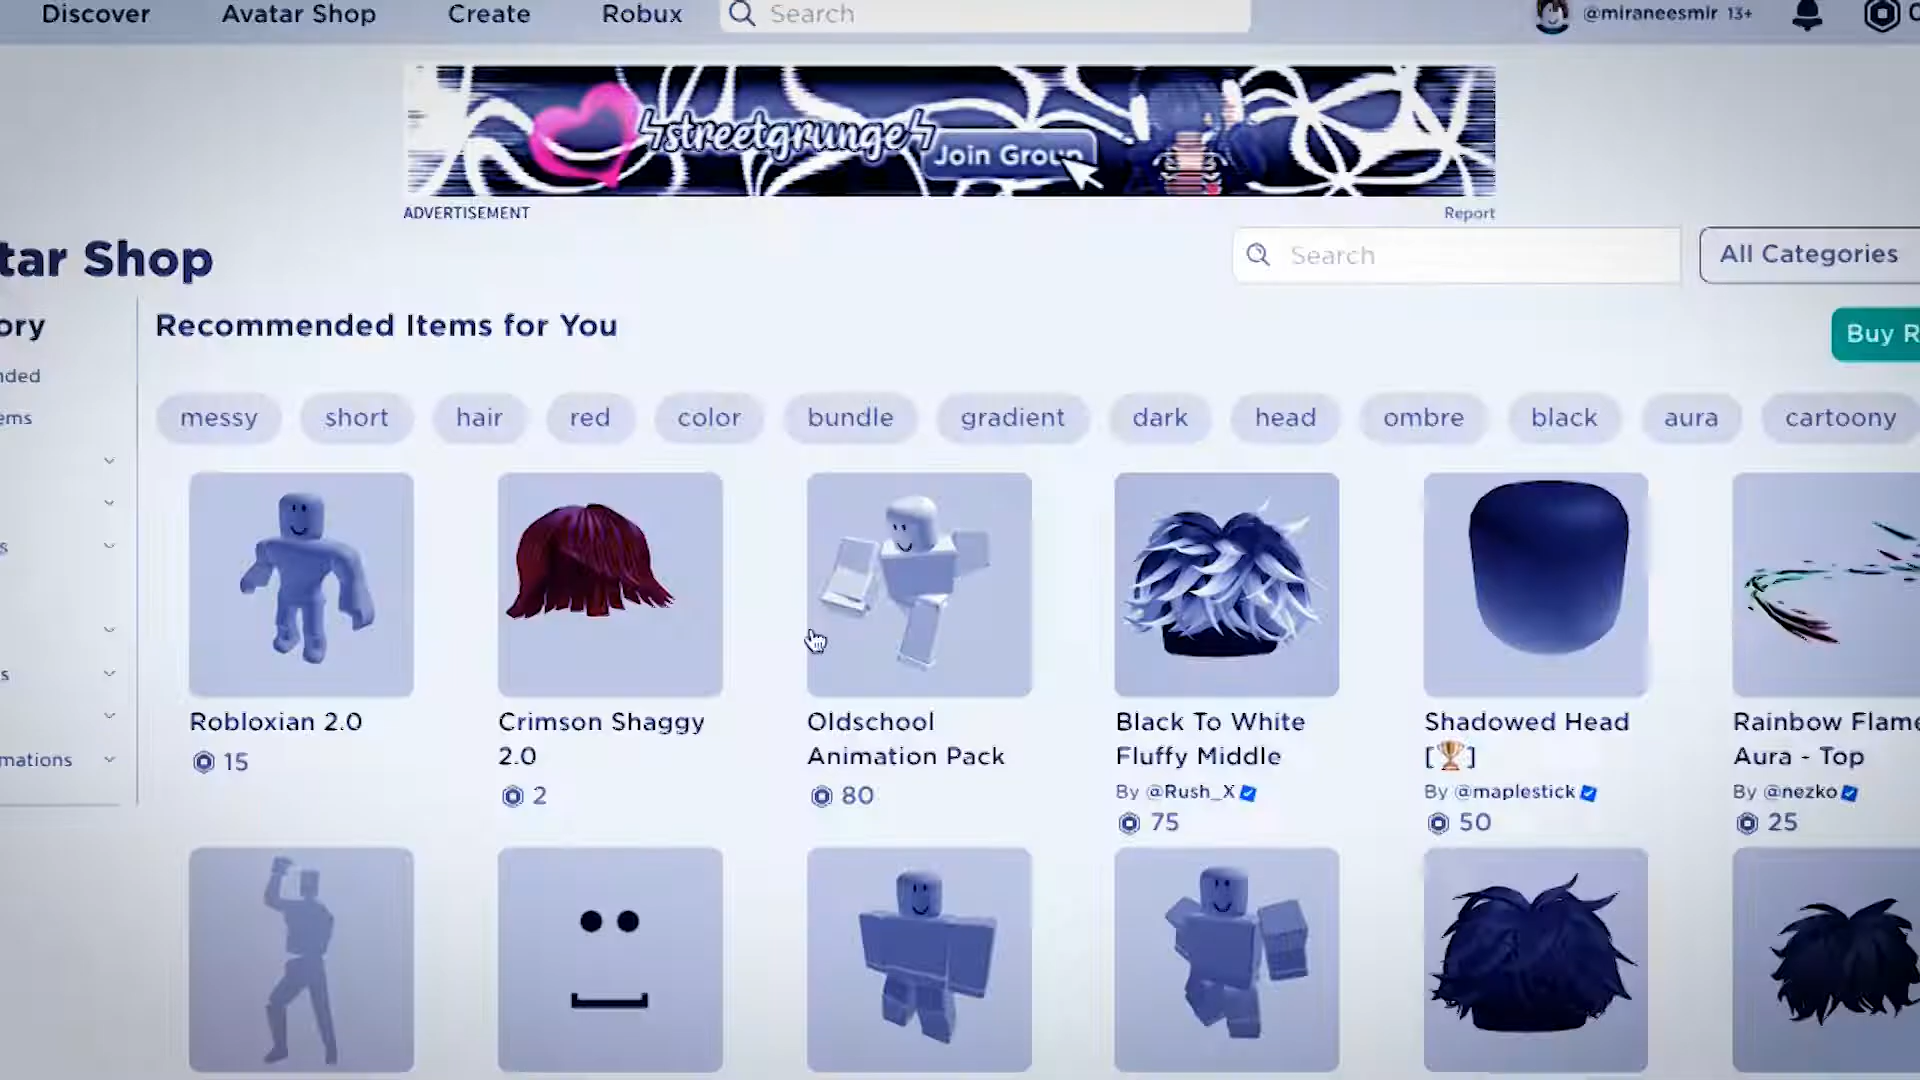 Discover
Avatar Shop
Create
Robux
Search
@miraneesmir 13+
ϟstreetgrungeϟ
Join Group
ADVERTISEMENT
Report
tar Shop
Search
All Categories
ory
Recommended Items for You
Buy R
nded
ems
messy
short
hair
red
color
bundle
gradient
dark
head
ombre
black
aura
cartoony
s
s
mations
Robloxian 2.0
15
Crimson Shaggy
2.0
2
Oldschool
Animation Pack
80
Black To White
Fluffy Middle
By @Rush_X
75
Shadowed Head
[🏆]
By @maplestick
50
Rainbow Flame
Aura - Top
By @nezko
25